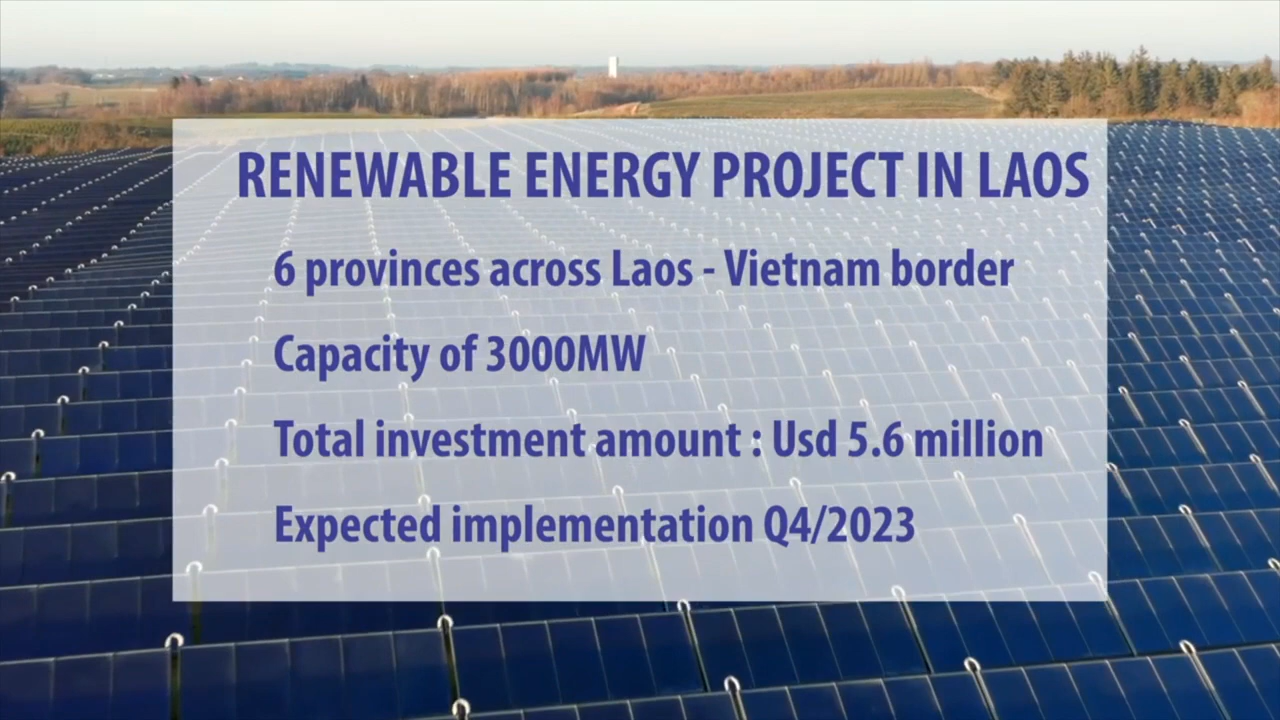 RENEWABLE ENERGY PROJECT IN LAOS
6 provinces across Laos - Vietnam border
Capacity of 3000MW
Total investment amount : Usd 5.6 million
Expected implementation Q4/2023